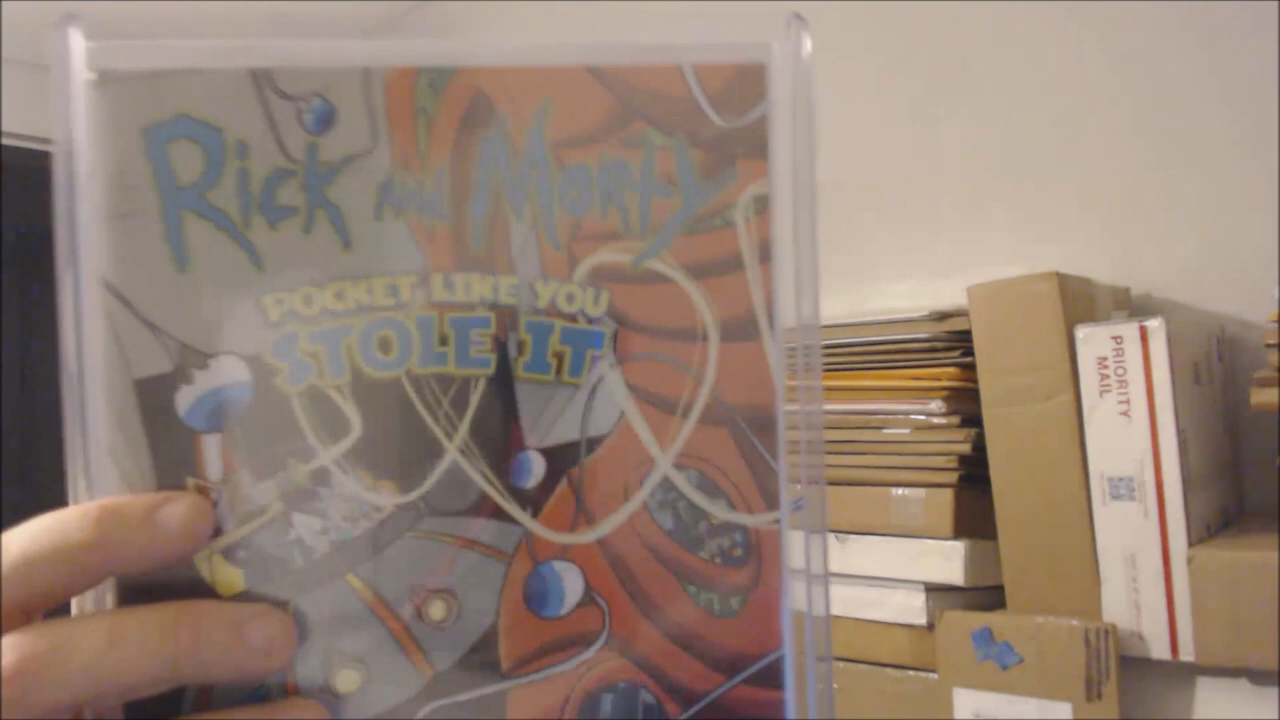 Rick and Morty
POCKET LIKE YOU
STOLE IT
PRIORITY
MAIL